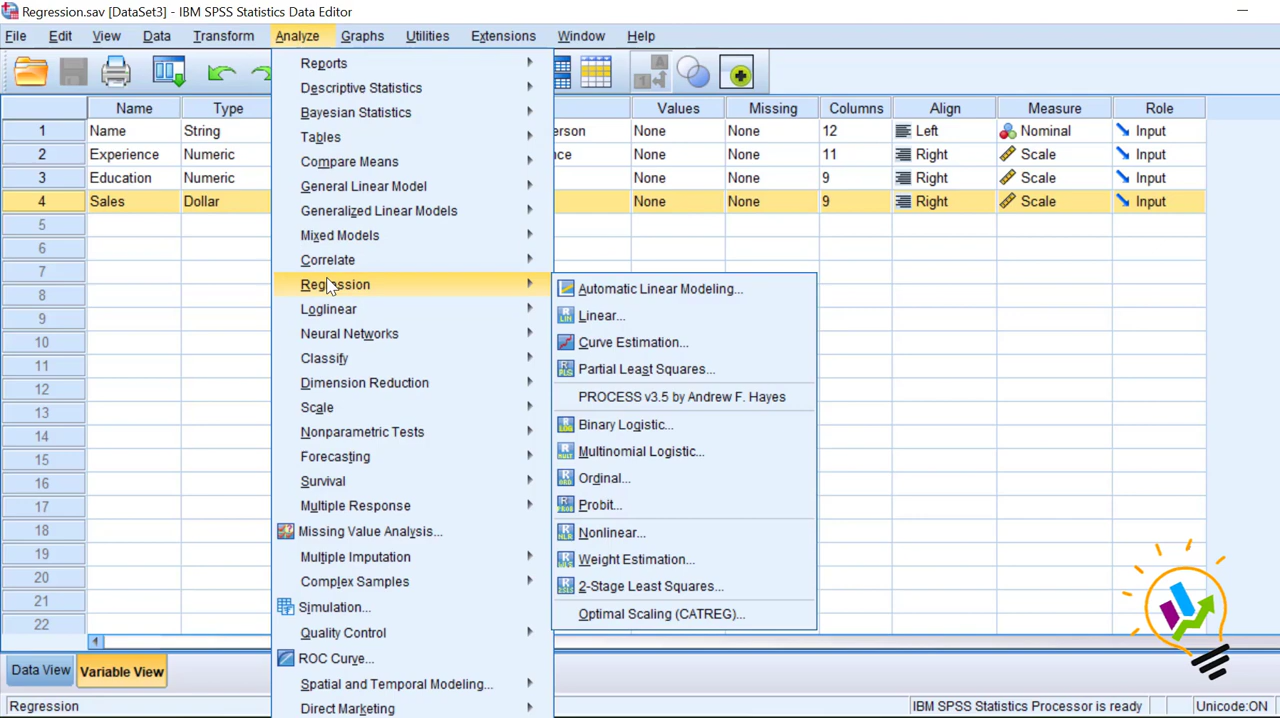 Regression.sav [DataSet3] - IBM SPSS Statistics Data Editor
File Edit View Data Transform Analyze Graphs Utilities Extensions Window Help
Name Type Values Missing Columns Align Measure Role
1 Name String erson None None 12 Left Nominal Input
2 Experience Numeric nce None None 11 Right Scale Input
3 Education Numeric None None 9 Right Scale Input
4 Sales Dollar None None 9 Right Scale Input
5
6
7
8
9
10
11
12
13
14
15
16
17
18
19
20
21
22
Reports
Descriptive Statistics
Bayesian Statistics
Tables
Compare Means
General Linear Model
Generalized Linear Models
Mixed Models
Correlate
Regression
Loglinear
Neural Networks
Classify
Dimension Reduction
Scale
Nonparametric Tests
Forecasting
Survival
Multiple Response
Missing Value Analysis...
Multiple Imputation
Complex Samples
Simulation...
Quality Control
ROC Curve...
Spatial and Temporal Modeling...
Direct Marketing
Automatic Linear Modeling...
Linear...
Curve Estimation...
Partial Least Squares...
PROCESS v3.5 by Andrew F. Hayes
Binary Logistic...
Multinomial Logistic...
Ordinal...
Probit...
Nonlinear...
Weight Estimation...
2-Stage Least Squares...
Optimal Scaling (CATREG)...
Data View Variable View
Regression IBM SPSS Statistics Processor is ready Unicode:ON